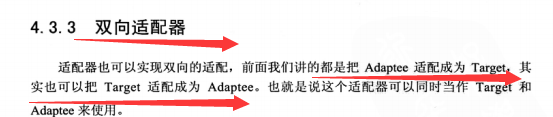 4.3.3 双向适配器
适配器也可以实现双向的适配，前面我们讲的都是把 Adaptee 适配成为 Target，其
实也可以把 Target 适配成为 Adaptee。也就是说这个适配器可以同时当作 Target 和
Adaptee 来使用。